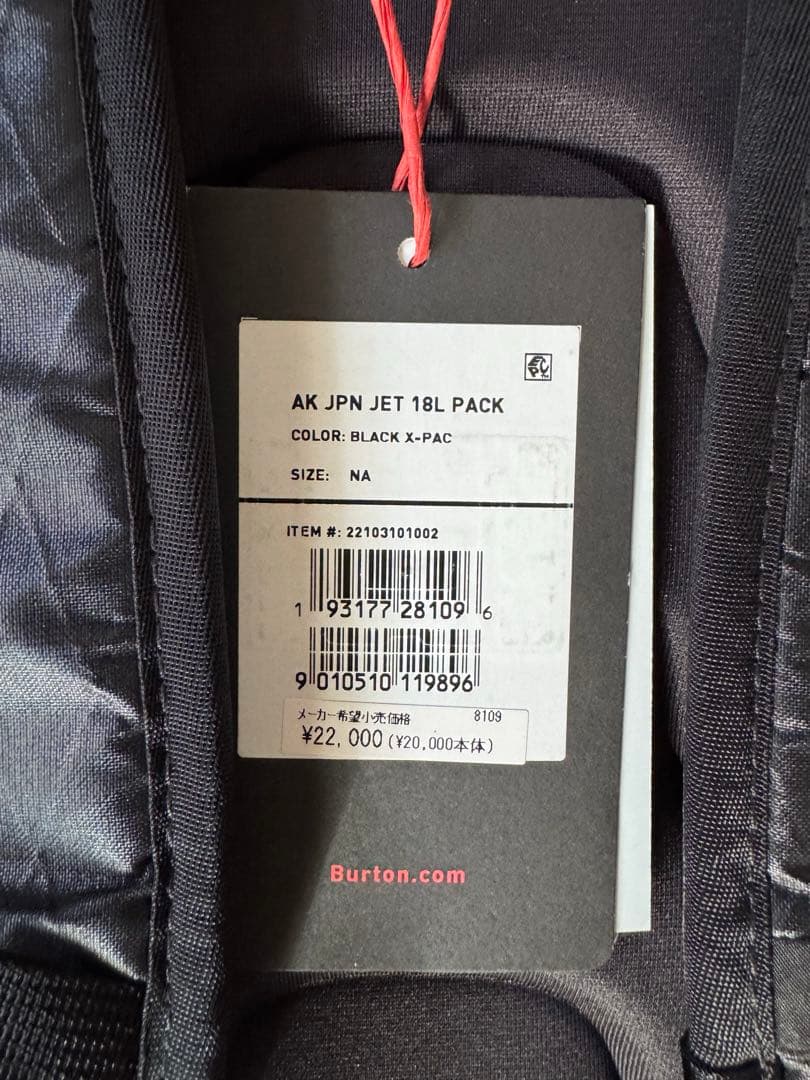 AK JPN JET 18L PACK
COLOR: BLACK X-PAC
SIZE: NA
ITEM #: 22103101002
1 93177 28109 6
9 010510 119896
メーカー希望小売価格 8109
¥22,000 (¥20,000本体)
Burton.com